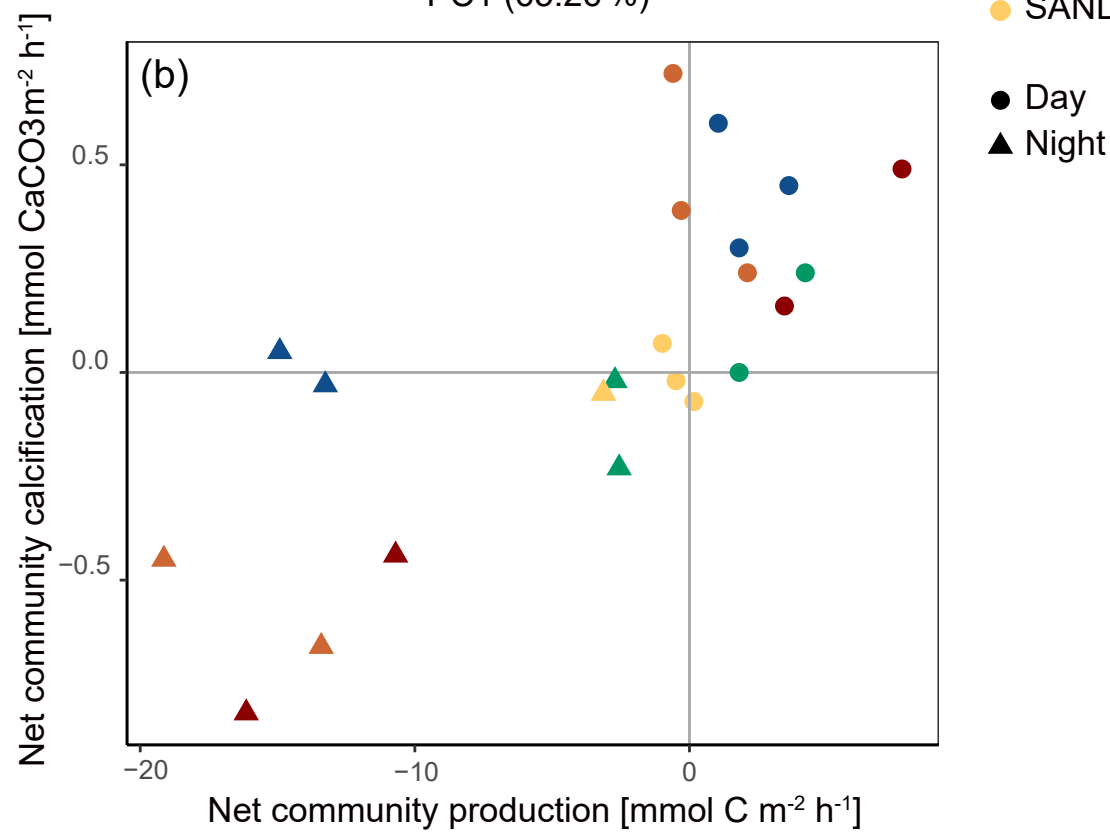 SAND
(b)
Day
Night
0.5
0.0
−0.5
−20
−10
0
Net community calcification [mmol CaCO3m⁻² h⁻¹]
Net community production [mmol C m⁻² h⁻¹]